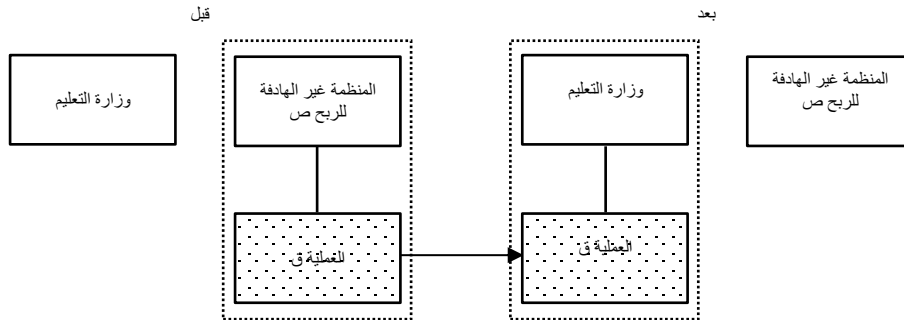 قبل
بعد
وزارة التعليم
المنظمة غير الهادفة
للربح ص
وزارة التعليم
المنظمة غير الهادفة
للربح ص
العملية ق
العملية ق